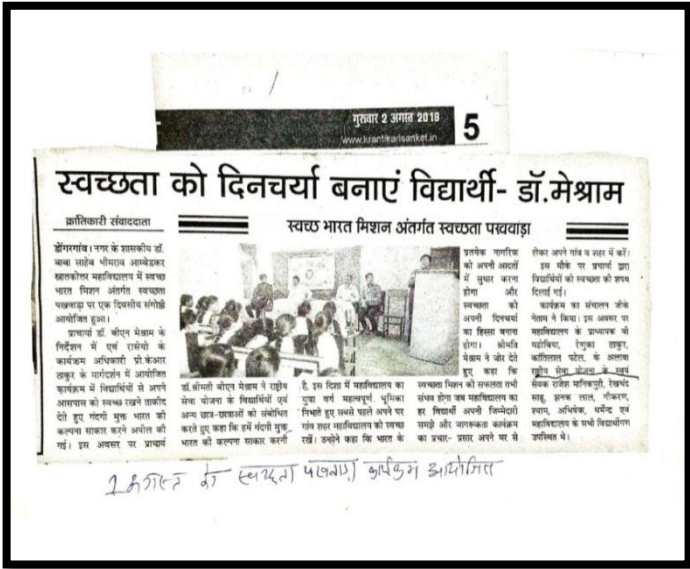 गुरुवार 2 अगस्त 2018
www.krantikarisanket.in
5
स्वच्छता को दिनचर्या बनाएं विद्यार्थी- डॉ.मेश्राम
क्रांतिकारी संवाददाता
स्वच्छ भारत मिशन अंतर्गत स्वच्छता पखवाड़ा
डोंगरगांव। नगर के शासकीय डॉ.
बाबा साहेब भीमराव आम्बेडकर
स्नातकोत्तर महाविद्यालय में स्वच्छ
भारत मिशन अंतर्गत स्वच्छता
पखवाड़ा पर एक दिवसीय संगोष्ठी
आयोजित हुआ।
प्राचार्या डॉ. बीएन मेश्राम के
निर्देशन में एवं रासेयो के
कार्यक्रम अधिकारी प्रो.केआर
ठाकुर के मार्गदर्शन में आयोजित
कार्यक्रम में विद्यार्थियों से अपने
आसपास को स्वच्छ रखने ताकीद
देते हुए गंदगी मुक्त भारत की
कल्पना साकार करने अपील की
गई। इस अवसर पर प्राचार्य
डॉ.श्रीमती बीएन मेश्राम ने राष्ट्रीय
सेवा योजना के विद्यार्थियों एवं
अन्य छात्र-छात्राओं को संबोधित
करते हुए कहा कि हमें गंदगी मुक्त
भारत की कल्पना साकार करनी
है, इस दिशा में महाविद्यालय का
युवा वर्ग महत्वपूर्ण भूमिका
निभाते हुए सबसे पहले अपने घर
गांव शहर महाविद्यालय को स्वच्छ
रखें। उन्होंने कहा कि भारत के
प्रत्येक नागरिक
को अपनी आदतों
में सुधार करना
होगा और
स्वच्छता को
अपनी दिनचर्या
का हिस्सा बनाना
होगा। श्रीमति
मेश्राम ने जोर देते
हुए कहा कि
स्वच्छता मिशन की सफलता तभी
संभव होगा जब महाविद्यालय का
हर विद्यार्थी अपनी जिम्मेदारी
समझे और जागरुकता कार्यक्रम
का प्रचार- प्रसार अपने घर से
लेकर अपने गांव व शहर में करें।
इस मौके पर प्रचार्या द्वारा
विद्यार्थियों को स्वच्छता की शपथ
दिलाई गई।
कार्यक्रम का संचालन जीके
नेताम ने किया। इस अवसर पर
महाविद्यालय के प्राध्यापक बी
महोबिया, रेणुका ठाकुर,
कांतिलाल पटेल, के अलावा
राष्ट्रीय सेवा योजना के स्वयं
सेवक राजेश मानिकपुरी, रेखचंद
साहू, झनक लाल, गौकरण,
श्याम, अभिषेक, धर्मेन्द्र एवं
महाविद्यालय के सभी विद्यार्थीगण
उपस्थित थे।
1 अगस्त को स्वच्छता पखवाड़ा कार्यक्रम आयोजित